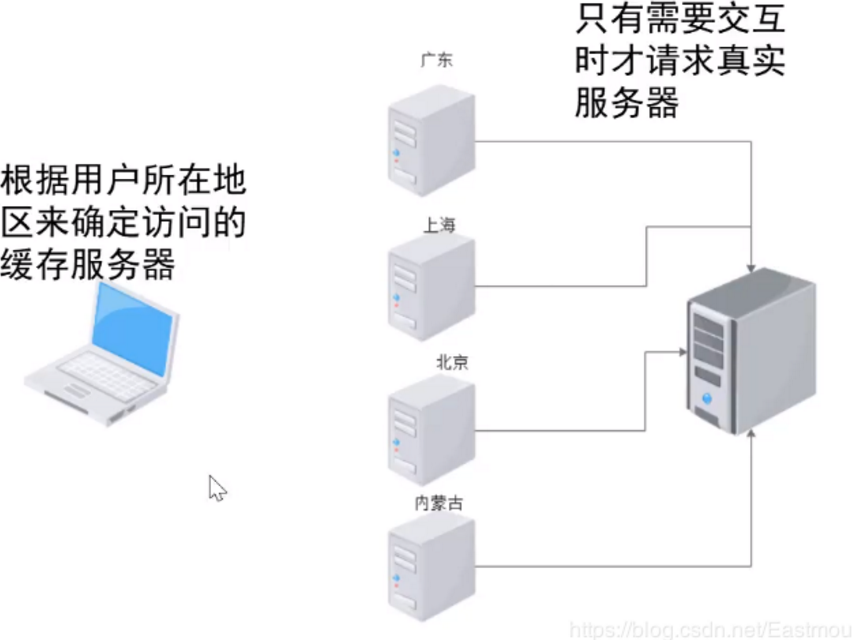 只有需要交互
时才请求真实
服务器
根据用户所在地
区来确定访问的
缓存服务器
广东
上海
北京
内蒙古
https://blog.csdn.net/Eastmou